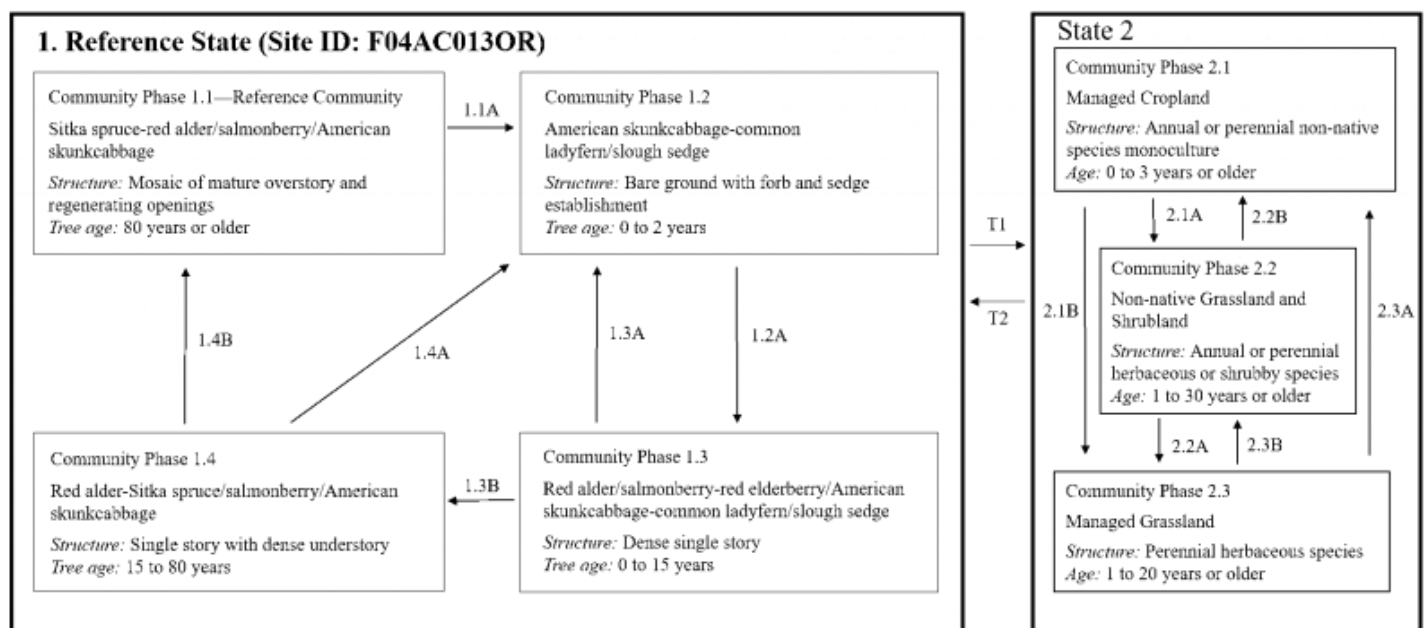 1. Reference State (Site ID: F04AC013OR)
Community Phase 1.1—Reference Community
Sitka spruce-red alder/salmonberry/American
skunkcabbage
Structure: Mosaic of mature overstory and
regenerating openings
Tree age: 80 years or older
1.1A
Community Phase 1.2
American skunkcabbage-common
ladyfern/slough sedge
Structure: Bare ground with forb and sedge
establishment
Tree age: 0 to 2 years
1.4B
1.4A
1.3A
1.2A
Community Phase 1.4
Red alder-Sitka spruce/salmonberry/American
skunkcabbage
Structure: Single story with dense understory
Tree age: 15 to 80 years
1.3B
Community Phase 1.3
Red alder/salmonberry-red elderberry/American
skunkcabbage-common ladyfern/slough sedge
Structure: Dense single story
Tree age: 0 to 15 years
T1
T2
State 2
Community Phase 2.1
Managed Cropland
Structure: Annual or perennial non-native
species monoculture
Age: 0 to 3 years or older
2.1A
2.2B
2.1B
Community Phase 2.2
Non-native Grassland and
Shrubland
Structure: Annual or perennial
herbaceous or shrubby species
Age: 1 to 30 years or older
2.3A
2.2A
2.3B
Community Phase 2.3
Managed Grassland
Structure: Perennial herbaceous species
Age: 1 to 20 years or older